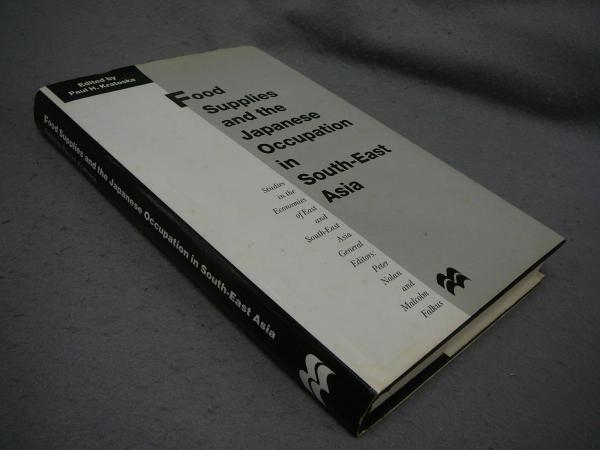 Edited by
Paul H. Kratoska
Food
Supplies
and the
Japanese
Occupation
in
South-East
Asia
Studies
in the
Economies
of East
and
South-East
Asia
General
Editors:
Peter
Nolan
and
Malcolm
Falkus
Food Supplies and the Japanese Occupation in South-East Asia